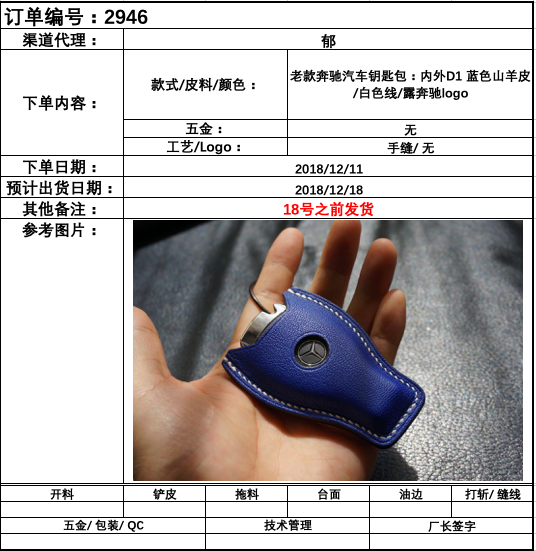 订单编号：2946
渠道代理：
郁
下单内容：
款式/皮料/颜色：
老款奔驰汽车钥匙包：内外D1 蓝色山羊皮
/白色线/露奔驰logo
五金：
无
工艺/Logo：
手缝/ 无
下单日期：
2018/12/11
预计出货日期：
2018/12/18
其他备注：
18号之前发货
参考图片：
开料
铲皮
拖料
台面
油边
打斩/ 缝线
五金/ 包装/ QC
技术管理
厂长签字